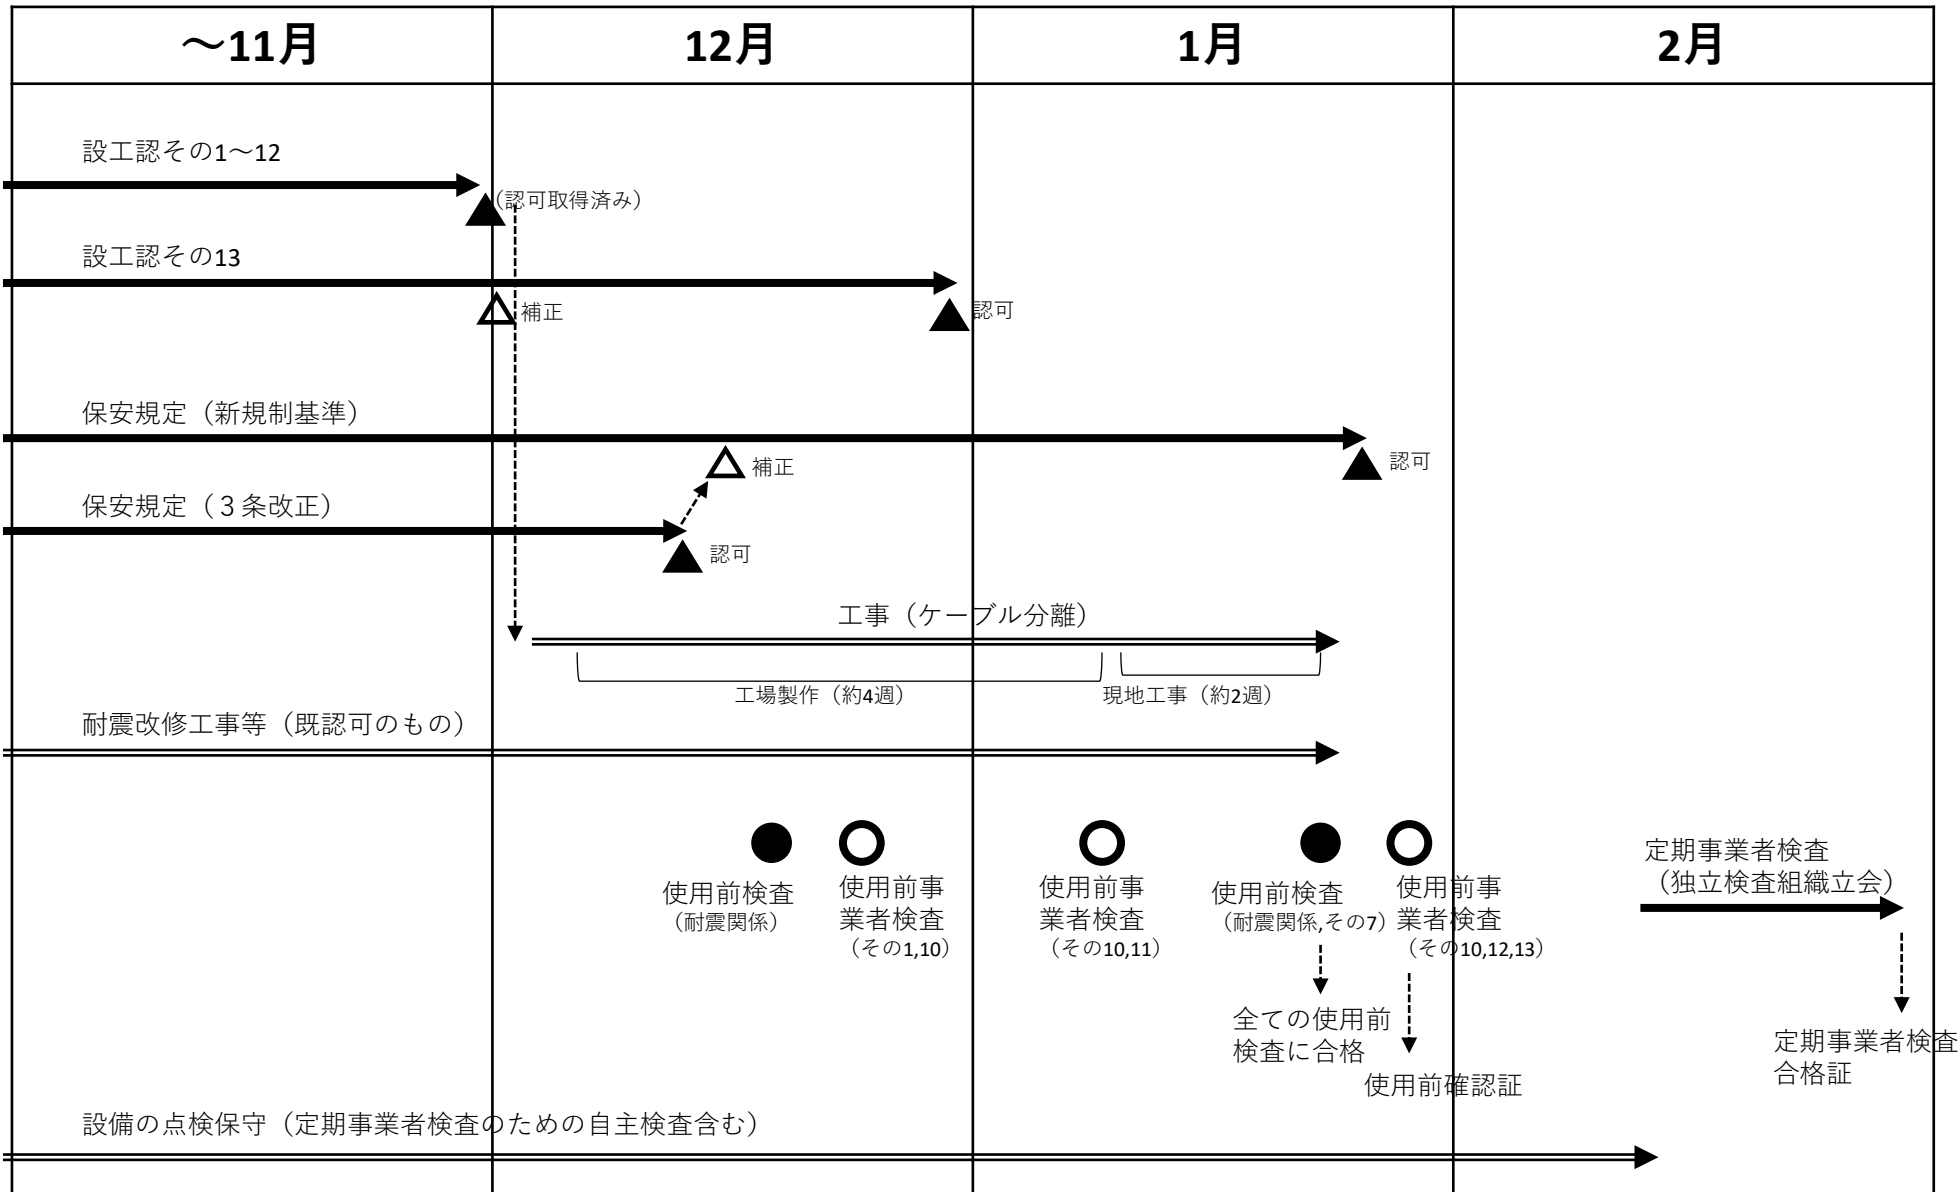 ～11月
12月
1月
2月
設工認その1～12
（認可取得済み）
設工認その13
補正
認可
保安規定（新規制基準）
補正
認可
保安規定（３条改正）
認可
工事（ケーブル分離）
工場製作（約4週）
現地工事（約2週）
耐震改修工事等（既認可のもの）
使用前検査
（耐震関係）
使用前事
業者検査
（その1,10）
使用前事
業者検査
（その10,11）
使用前検査
（耐震関係,その7）
使用前事
業者検査
（その10,12,13）
定期事業者検査
（独立検査組織立会）
全ての使用前
検査に合格
使用前確認証
定期事業者検査
合格証
設備の点検保守（定期事業者検査のための自主検査含む）